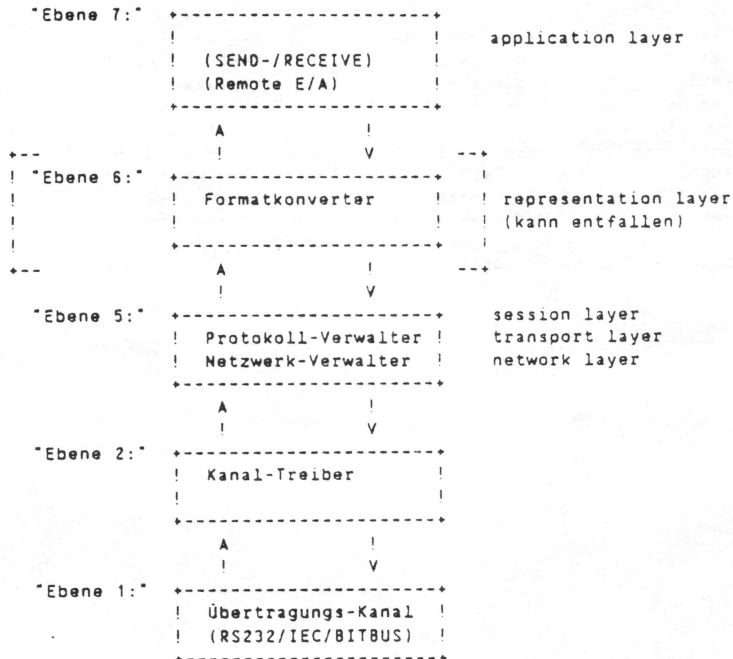 "Ebene 7:" application layer
(SEND-/RECEIVE)
(Remote E/A)
"Ebene 6:" Formatkonverter representation layer
(kann entfallen)
"Ebene 5:" session layer
Protokoll-Verwalter transport layer
Netzwerk-Verwalter network layer
"Ebene 2:"
Kanal-Treiber
"Ebene 1:"
Übertragungs-Kanal
(RS232/IEC/BITBUS)